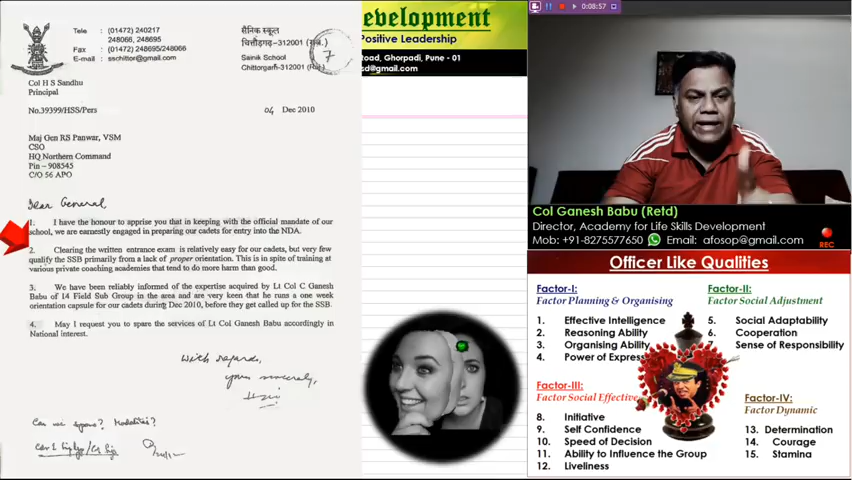 Tele : (01472) 240217
248066, 248695
Fax : (01472) 248695/248066
E-mail : sschittor@gmail.com
सैनिक स्कूल
चित्तौड़गढ़-312001 (राज.)
Sainik School
Chittorgarh-312001 (Raj.)
7
Col H S Sandhu
Principal
No.39399/HSS/Pers
04 Dec 2010
Maj Gen RS Panwar, VSM
CSO
HQ Northern Command
Pin – 908545
C/O 56 APO
Dear General,
1. I have the honour to apprise you that in keeping with the official mandate of our
school, we are earnestly engaged in preparing our cadets for entry into the NDA.
2. Clearing the written entrance exam is relatively easy for our cadets, but very few
qualify the SSB primarily from a lack of proper orientation. This is in spite of training at
various private coaching academies that tend to do more harm than good.
3. We have been reliably informed of the expertise acquired by Lt Col C Ganesh
Babu of 14 Field Sub Group in the area and are very keen that he runs a one week
orientation capsule for our cadets during Dec 2010, before they get called up for the SSB.
4. May I request you to spare the services of Lt Col Ganesh Babu accordingly in
National interest.
With regards,
yours sincerely,
Can we spare? Modalities?
evelopment
Positive Leadership
Road, Ghorpadi, Pune - 01
sd@gmail.com
00:08:57
Col Ganesh Babu (Retd)
Director, Academy for Life Skills Development
Mob: +91-8275577650 Email: afosop@gmail.com
REC
Officer Like Qualities
Factor-I:
Factor Planning & Organising
1. Effective Intelligence
2. Reasoning Ability
3. Organising Ability
4. Power of Express
Factor-II:
Factor Social Adjustment
5. Social Adaptability
6. Cooperation
7. Sense of Responsibility
Factor-III:
Factor Social Effective
8. Initiative
9. Self Confidence
10. Speed of Decision
11. Ability to Influence the Group
12. Liveliness
Factor-IV:
Factor Dynamic
13. Determination
14. Courage
15. Stamina